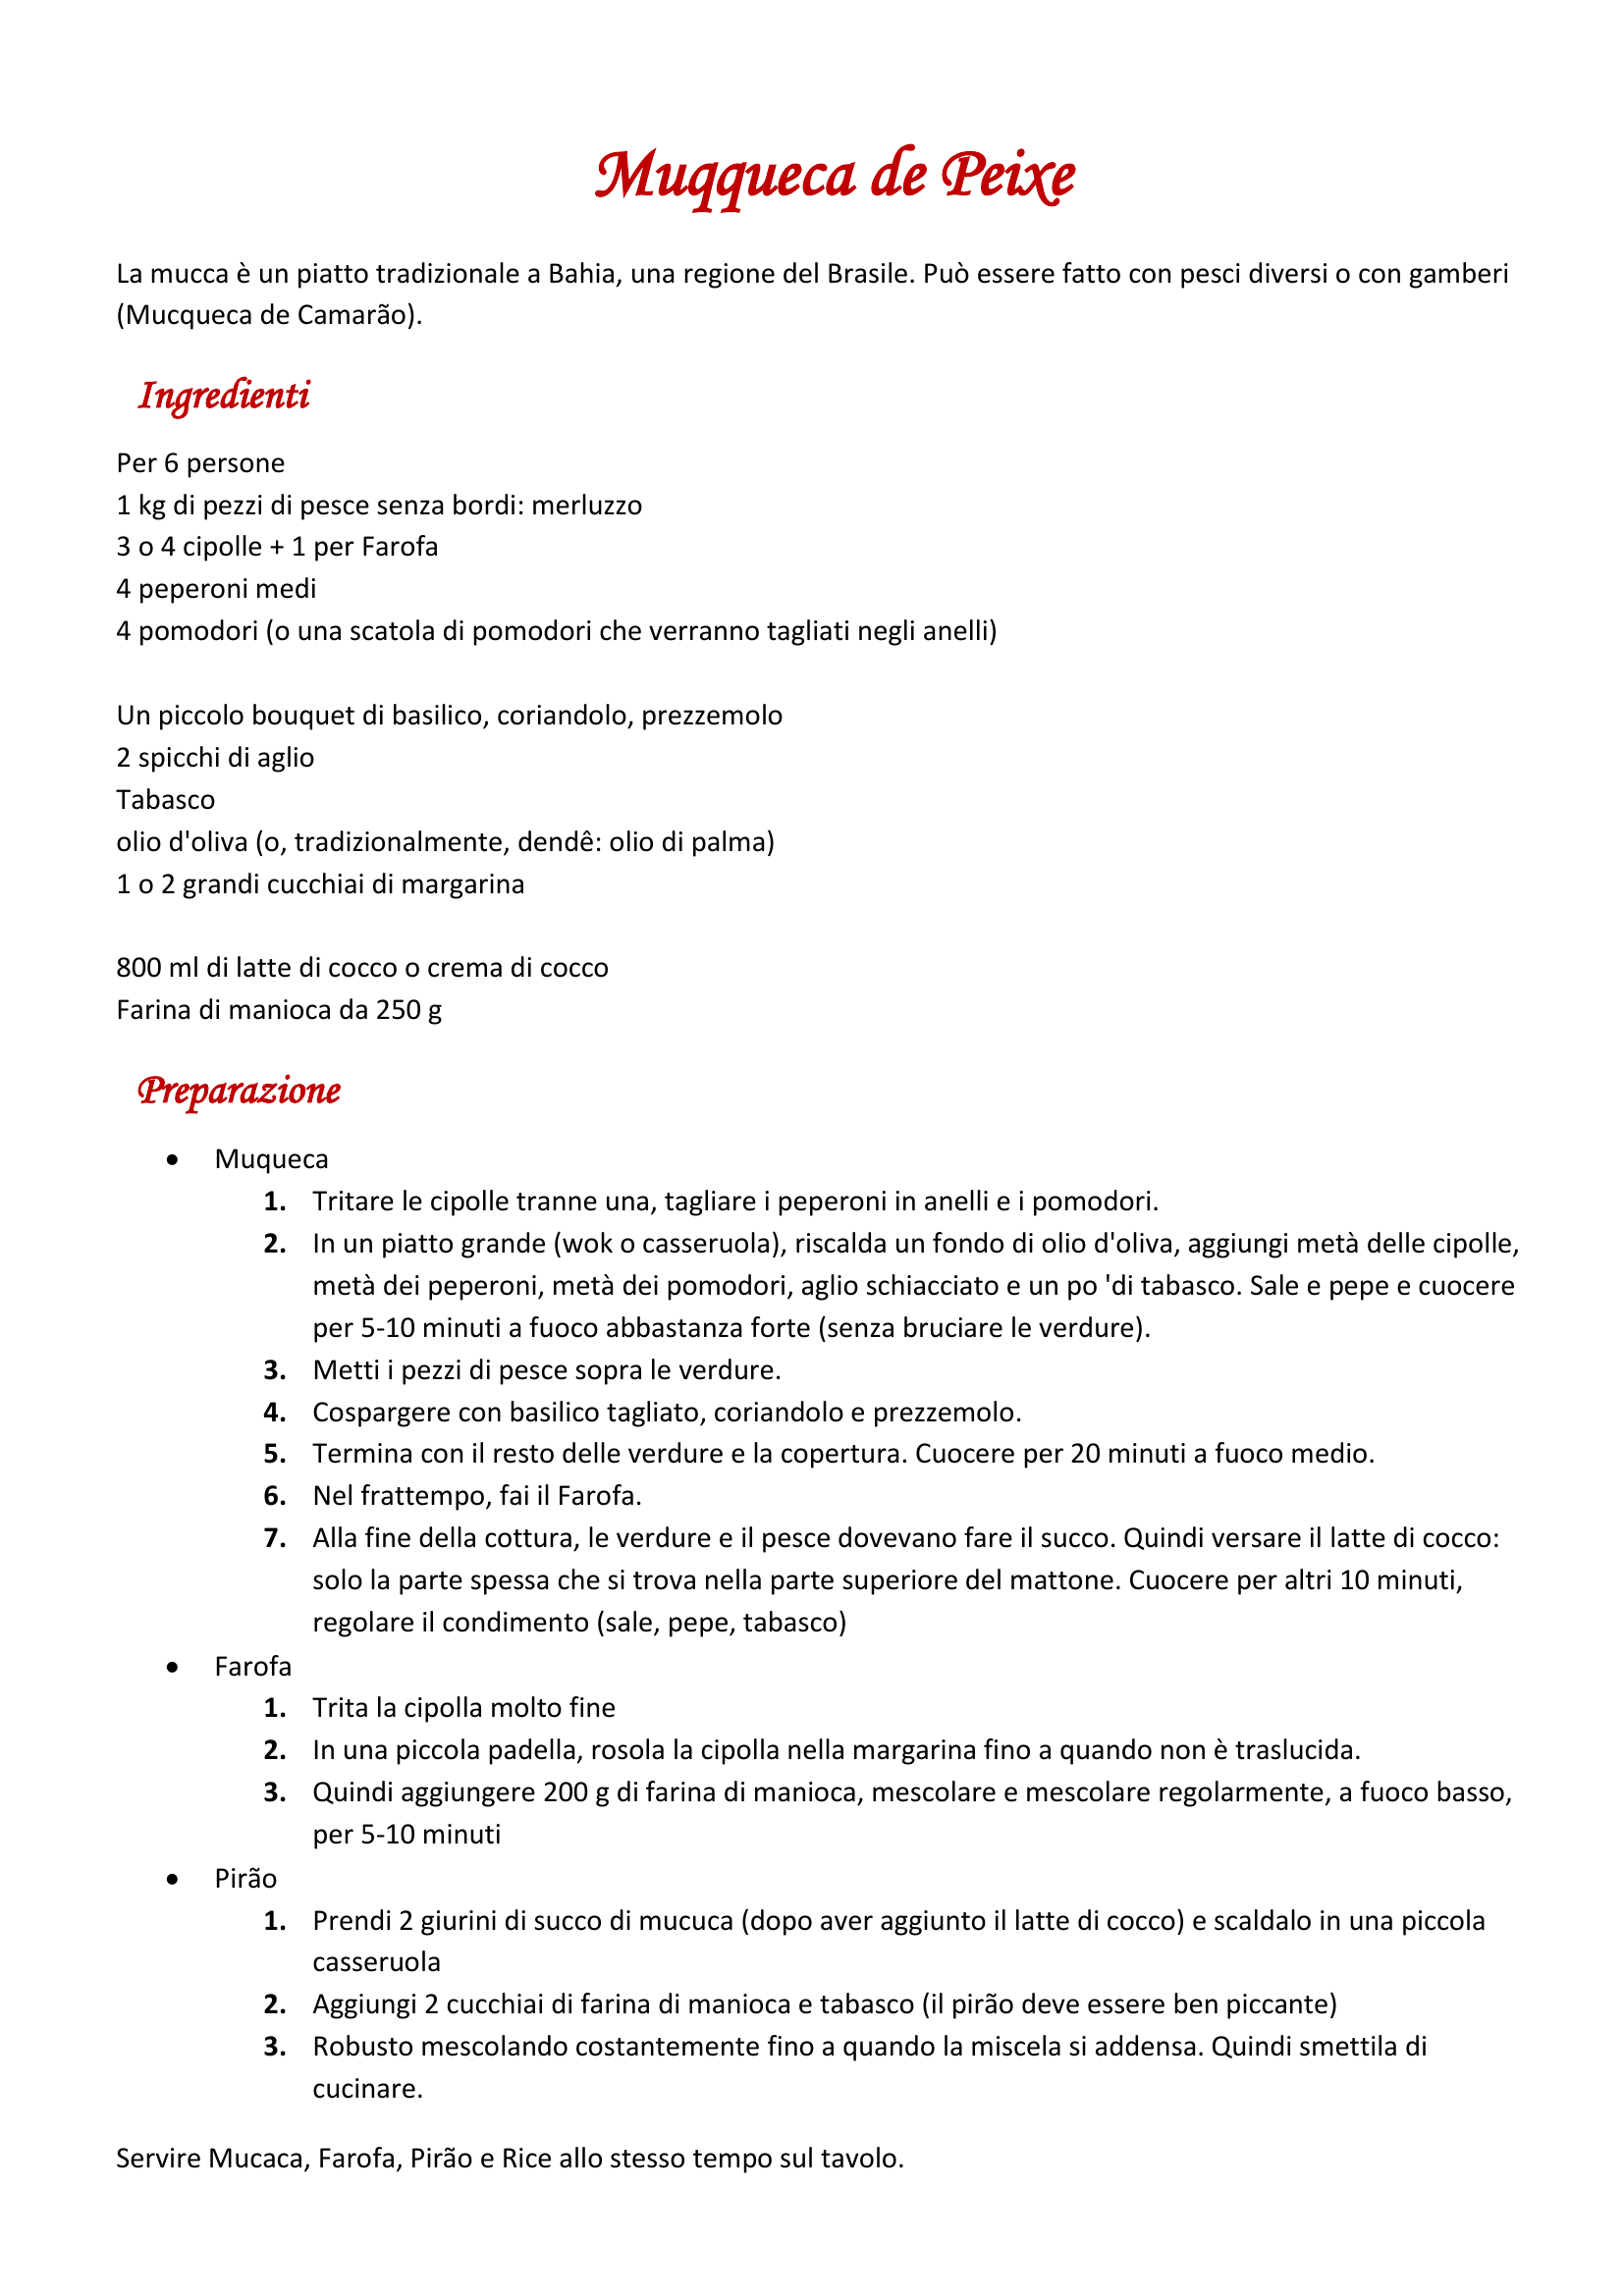 Muqqueca de Peixe
La mucca è un piatto tradizionale a Bahia, una regione del Brasile. Può essere fatto con pesci diversi o con gamberi
(Mucqueca de Camarão).
Ingredienti
Per 6 persone
1 kg di pezzi di pesce senza bordi: merluzzo
3 o 4 cipolle + 1 per Farofa
4 peperoni medi
4 pomodori (o una scatola di pomodori che verranno tagliati negli anelli)
Un piccolo bouquet di basilico, coriandolo, prezzemolo
2 spicchi di aglio
Tabasco
olio d'oliva (o, tradizionalmente, dendê: olio di palma)
1 o 2 grandi cucchiai di margarina
800 ml di latte di cocco o crema di cocco
Farina di manioca da 250 g
Preparazione
• Muqueca
1. Tritare le cipolle tranne una, tagliare i peperoni in anelli e i pomodori.
2. In un piatto grande (wok o casseruola), riscalda un fondo di olio d'oliva, aggiungi metà delle cipolle,
metà dei peperoni, metà dei pomodori, aglio schiacciato e un po 'di tabasco. Sale e pepe e cuocere
per 5-10 minuti a fuoco abbastanza forte (senza bruciare le verdure).
3. Metti i pezzi di pesce sopra le verdure.
4. Cospargere con basilico tagliato, coriandolo e prezzemolo.
5. Termina con il resto delle verdure e la copertura. Cuocere per 20 minuti a fuoco medio.
6. Nel frattempo, fai il Farofa.
7. Alla fine della cottura, le verdure e il pesce dovevano fare il succo. Quindi versare il latte di cocco:
solo la parte spessa che si trova nella parte superiore del mattone. Cuocere per altri 10 minuti,
regolare il condimento (sale, pepe, tabasco)
• Farofa
1. Trita la cipolla molto fine
2. In una piccola padella, rosola la cipolla nella margarina fino a quando non è traslucida.
3. Quindi aggiungere 200 g di farina di manioca, mescolare e mescolare regolarmente, a fuoco basso,
per 5-10 minuti
• Pirão
1. Prendi 2 giurini di succo di mucuca (dopo aver aggiunto il latte di cocco) e scaldalo in una piccola
casseruola
2. Aggiungi 2 cucchiai di farina di manioca e tabasco (il pirão deve essere ben piccante)
3. Robusto mescolando costantemente fino a quando la miscela si addensa. Quindi smettila di
cucinare.
Servire Mucaca, Farofa, Pirão e Rice allo stesso tempo sul tavolo.